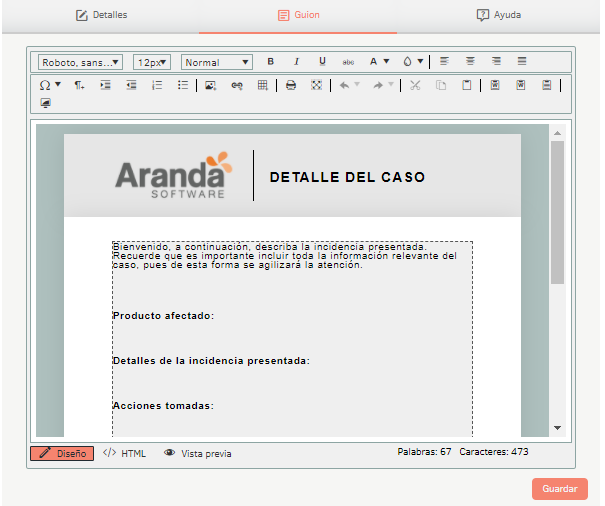 Detalles
Guion
Ayuda
Roboto, sans... 12px Normal B I U abc A
Aranda
SOFTWARE
DETALLE DEL CASO
Bienvenido, a continuación, describa la incidencia presentada.
Recuerde que es importante incluir toda la información relevante del
caso, pues de esta forma se agilizará la atención.
Producto afectado:
Detalles de la incidencia presentada:
Acciones tomadas:
Diseño </> HTML Vista previa Palabras: 67 Caracteres: 473
Guardar